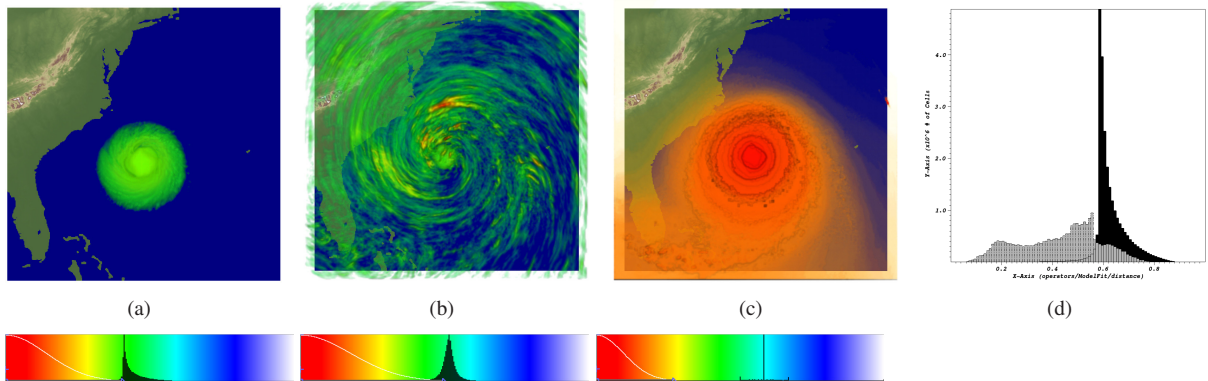 4.0
3.0
2.0
1.0
Y-Axis (x10^6 # of Cells)
0.2 0.4 0.6 0.8
X-Axis (operators/ModelFit/distance)
(a) (b) (c) (d)